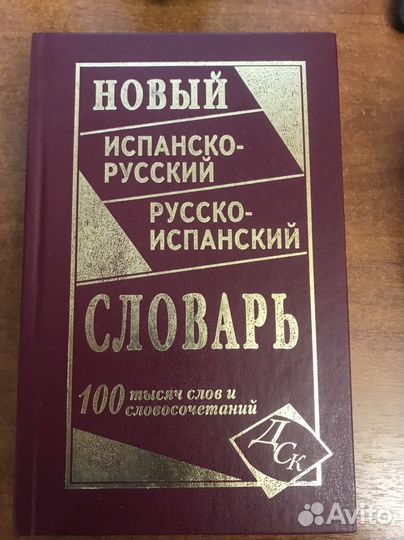 НОВЫЙ
ИСПАНСКО-
РУССКИЙ
РУССКО-
ИСПАНСКИЙ
СЛОВАРЬ
100 тысяч слов и
словосочетаний
ДСК
Avito